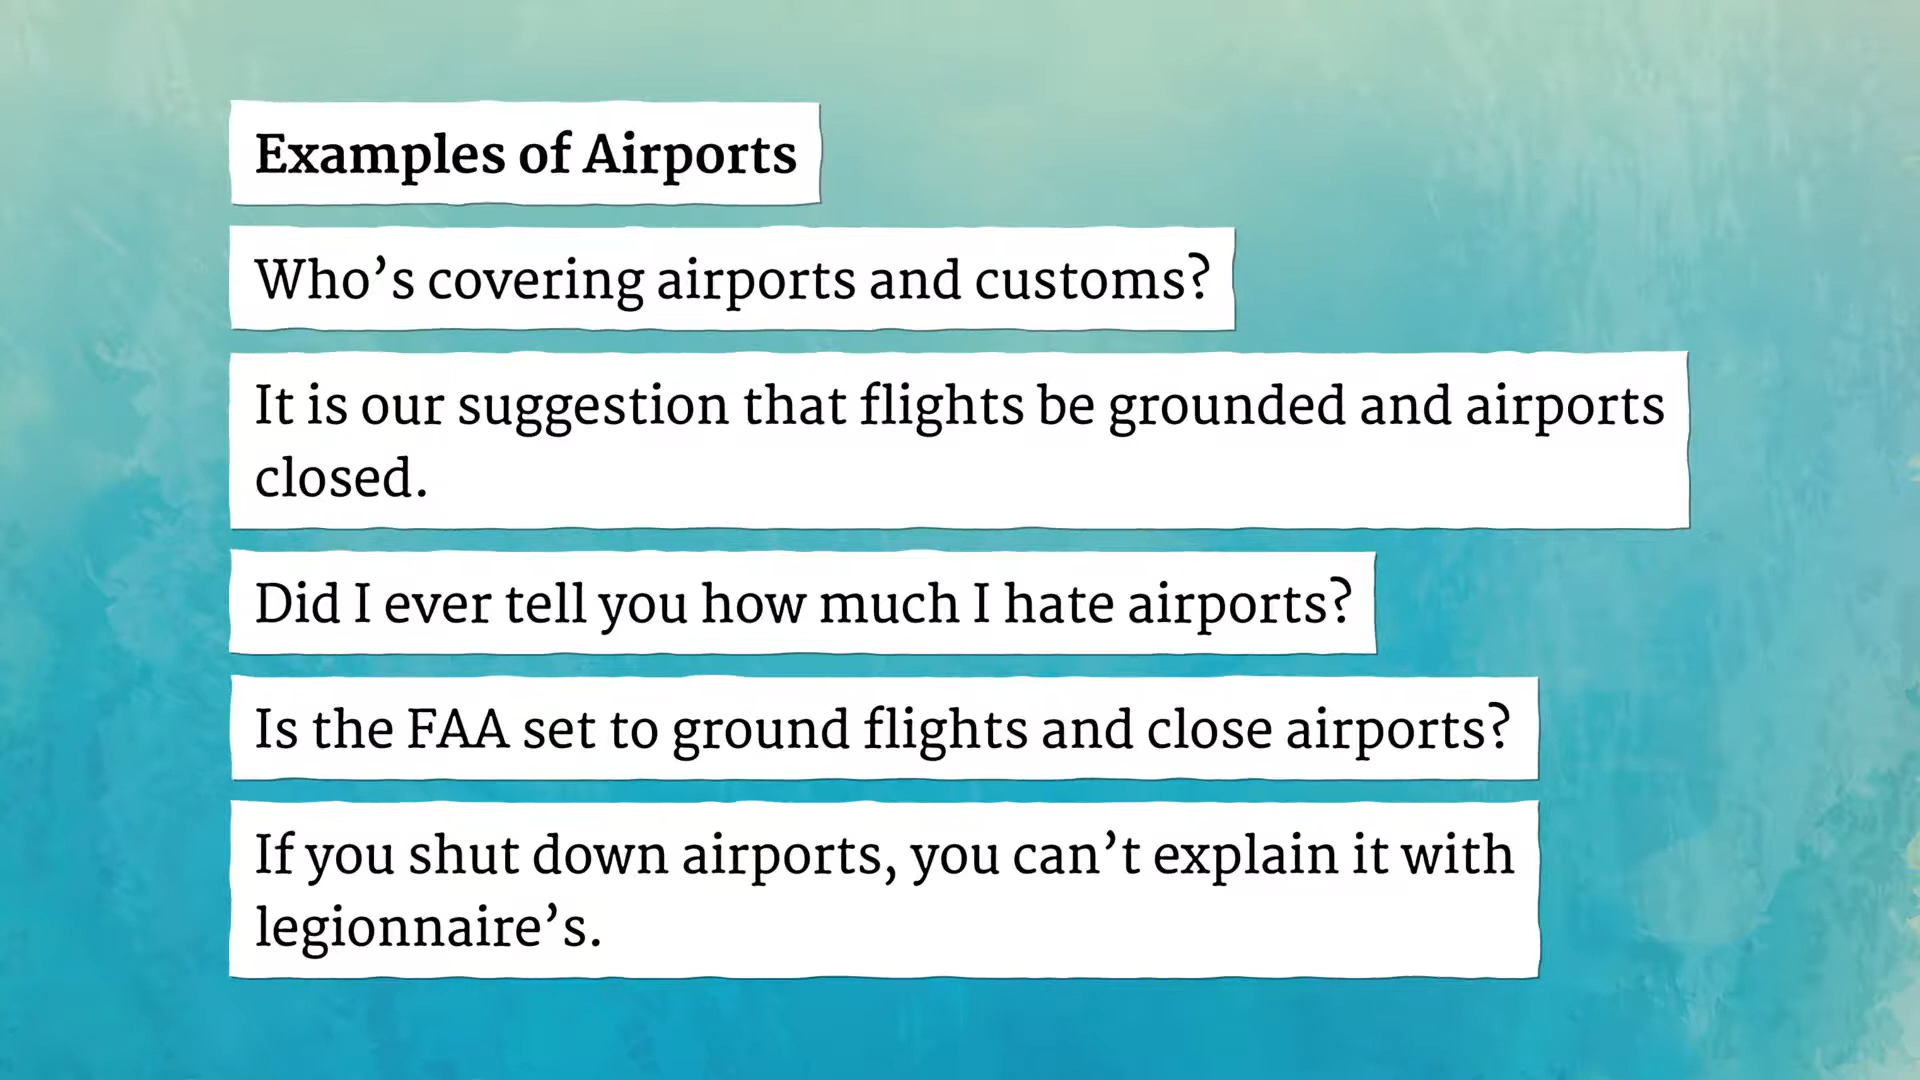 Examples of Airports
Who’s covering airports and customs?
It is our suggestion that flights be grounded and airports
closed.
Did I ever tell you how much I hate airports?
Is the FAA set to ground flights and close airports?
If you shut down airports, you can’t explain it with
legionnaire’s.